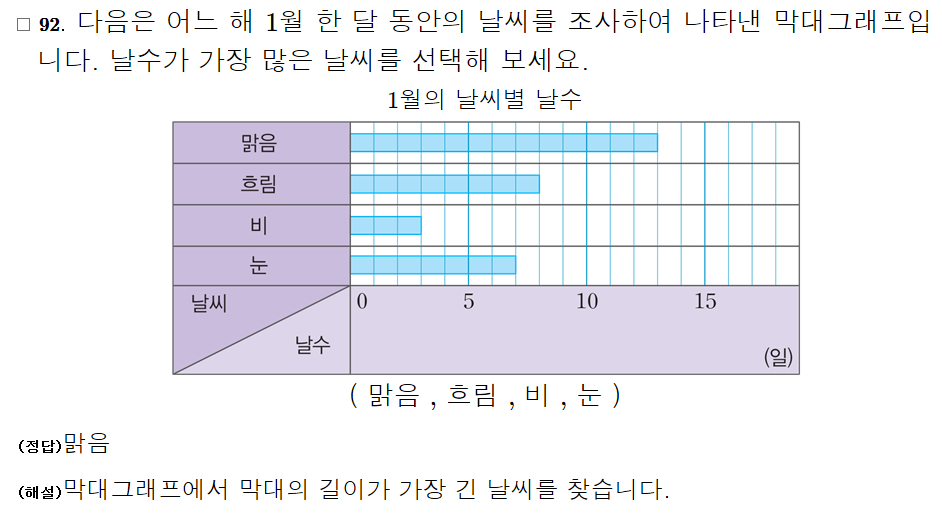 □ 92. 다음은 어느 해 1월 한 달 동안의 날씨를 조사하여 나타낸 막대그래프입
니다. 날수가 가장 많은 날씨를 선택해 보세요.
1월의 날씨별 날수
맑음
흐림
비
눈
날씨 0 5 10 15
날수 (일)
( 맑음 , 흐림 , 비 , 눈 )
(정답)맑음
(해설)막대그래프에서 막대의 길이가 가장 긴 날씨를 찾습니다.